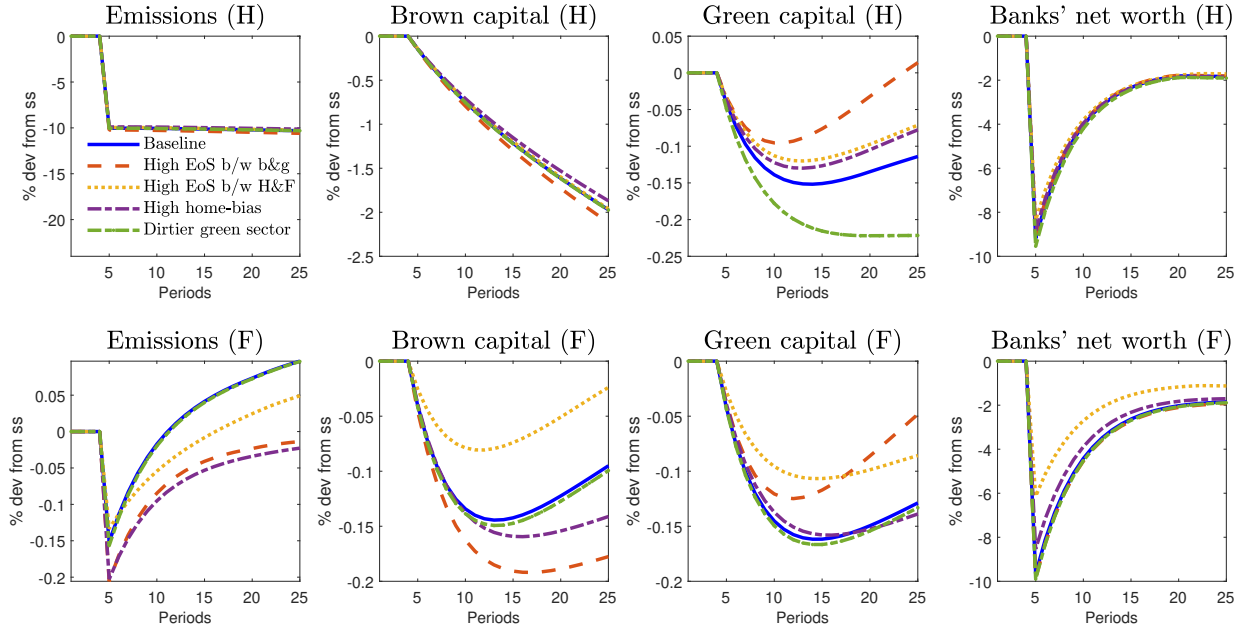 Emissions (H)
Brown capital (H)
Green capital (H)
Banks' net worth (H)
% dev from ss
0
-5
-10
-15
-20
Baseline
High EoS b/w b&g
High EoS b/w H&F
High home-bias
Dirtier green sector
5 10 15 20 25
Periods
% dev from ss
0
-0.5
-1
-1.5
-2
-2.5
5 10 15 20 25
Periods
% dev from ss
0.05
0
-0.05
-0.1
-0.15
-0.2
-0.25
5 10 15 20 25
Periods
% dev from ss
0
-2
-4
-6
-8
-10
5 10 15 20 25
Periods
Emissions (F)
Brown capital (F)
Green capital (F)
Banks' net worth (F)
% dev from ss
0.05
0
-0.05
-0.1
-0.15
-0.2
5 10 15 20 25
Periods
% dev from ss
0
-0.05
-0.1
-0.15
-0.2
5 10 15 20 25
Periods
% dev from ss
0
-0.05
-0.1
-0.15
-0.2
5 10 15 20 25
Periods
% dev from ss
0
-2
-4
-6
-8
-10
5 10 15 20 25
Periods